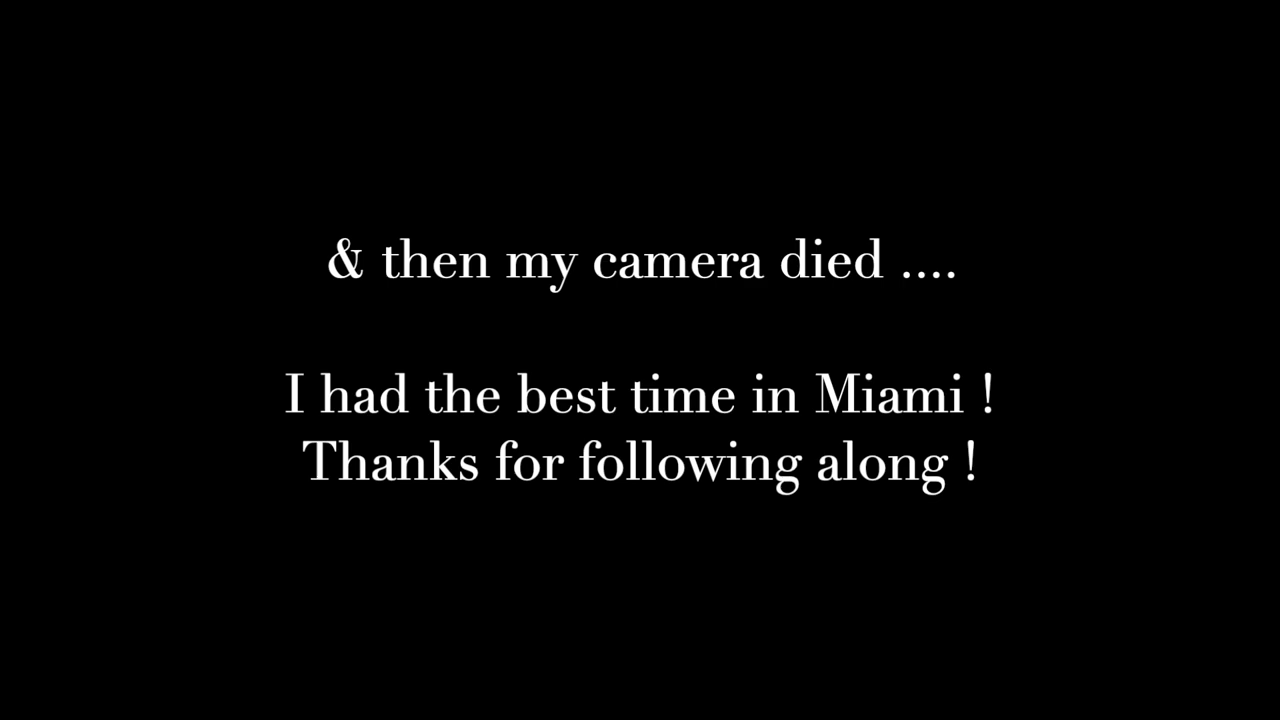 & then my camera died ....
I had the best time in Miami !
Thanks for following along !